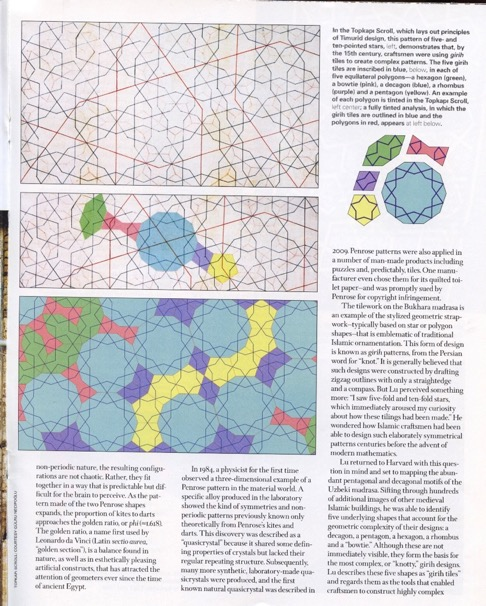 In the Topkapı Scroll, which lays out principles
of Timurid design, this pattern of five- and
ten-pointed stars, left, demonstrates that, by
the 15th century, craftsmen were using girih
tiles to create complex patterns. The five girih
tiles are inscribed in blue, below, in each of
five equilateral polygons—a hexagon (green),
a bowtie (pink), a decagon (blue), a rhombus
(purple) and a pentagon (yellow). An example
of each polygon is tinted in the Topkapı Scroll,
left center; a fully tinted analysis, in which the
girih tiles are outlined in blue and the
polygons in red, appears at left below.
non-periodic nature, the resulting configu-
rations are not chaotic. Rather, they fit
together in a way that is predictable but dif-
ficult for the brain to perceive. As the pat-
tern made of the two Penrose shapes
expands, the proportion of kites to darts
approaches the golden ratio, or phi (≈1.618).
The golden ratio, a name first used by
Leonardo da Vinci (Latin sectio aurea,
"golden section"), is a balance found in
nature, as well as in esthetically pleasing
artificial constructs, that has attracted the
attention of geometers ever since the time
of ancient Egypt.
In 1984, a physicist for the first time
observed a three-dimensional example of a
Penrose pattern in the material world. A
specific alloy produced in the laboratory
showed the kind of symmetries and non-
periodic patterns previously known only
theoretically from Penrose's kites and
darts. This discovery was described as a
"quasicrystal" because it shared some defin-
ing properties of crystals but lacked their
regular repeating structure. Subsequently,
many more synthetic, laboratory-made qua-
sicrystals were produced, and the first
known natural quasicrystal was described in
2009. Penrose patterns were also applied in
a number of man-made products including
puzzles and, predictably, tiles. One manu-
facturer even chose them for its quilted toi-
let paper—and was promptly sued by
Penrose for copyright infringement.
The tilework on the Bukhara madrasa is
an example of the stylized geometric strap-
work—typically based on star or polygon
shapes—that is emblematic of traditional
Islamic ornamentation. This form of design
is known as girih patterns, from the Persian
word for "knot." It is generally believed that
such designs were constructed by drafting
zigzag outlines with only a straightedge
and a compass. But Lu perceived something
more: "I saw five-fold and ten-fold stars,
which immediately aroused my curiosity
about how these tilings had been made." He
wondered how Islamic craftsmen had been
able to design such elaborately symmetrical
patterns centuries before the advent of
modern mathematics.
Lu returned to Harvard with this ques-
tion in mind and set to mapping the abun-
dant pentagonal and decagonal motifs of the
Uzbeki madrasa. Sifting through hundreds
of additional images of other medieval
Islamic buildings, he was able to identify
five underlying shapes that account for the
geometric complexity of their designs: a
decagon, a pentagon, a hexagon, a rhombus
and a "bowtie." Although these are not
immediately visible, they form the basis for
the most complex, or "knotty," girih designs.
Lu describes these five shapes as "girih tiles"
and regards them as the tools that enabled
craftsmen to construct highly complex